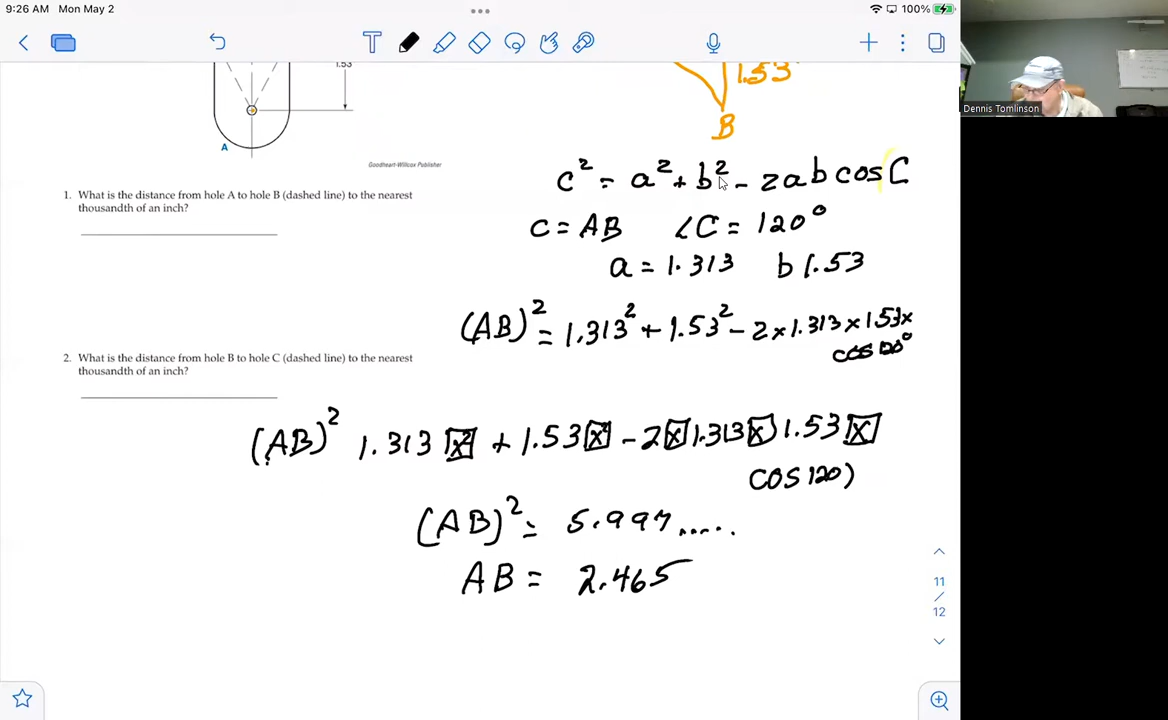 9:26 AM Mon May 2
100%
T
1.53
1.53
B
A
Goodheart-Willcox Publisher
Dennis Tomlinson
c² = a² + b² - 2ab cos C
1. What is the distance from hole A to hole B (dashed line) to the nearest
thousandth of an inch?
c = AB ∠C = 120°
a = 1.313 b 1.53
(AB)² = 1.313² + 1.53² - 2 × 1.313 × 1.53 ×
cos 120°
2. What is the distance from hole B to hole C (dashed line) to the nearest
thousandth of an inch?
(AB)² 1.313 x² + 1.53 x² - 2 x 1.313 x 1.53 x
COS 120)
(AB)² = 5.997.....
AB = 2.465
11
/
12